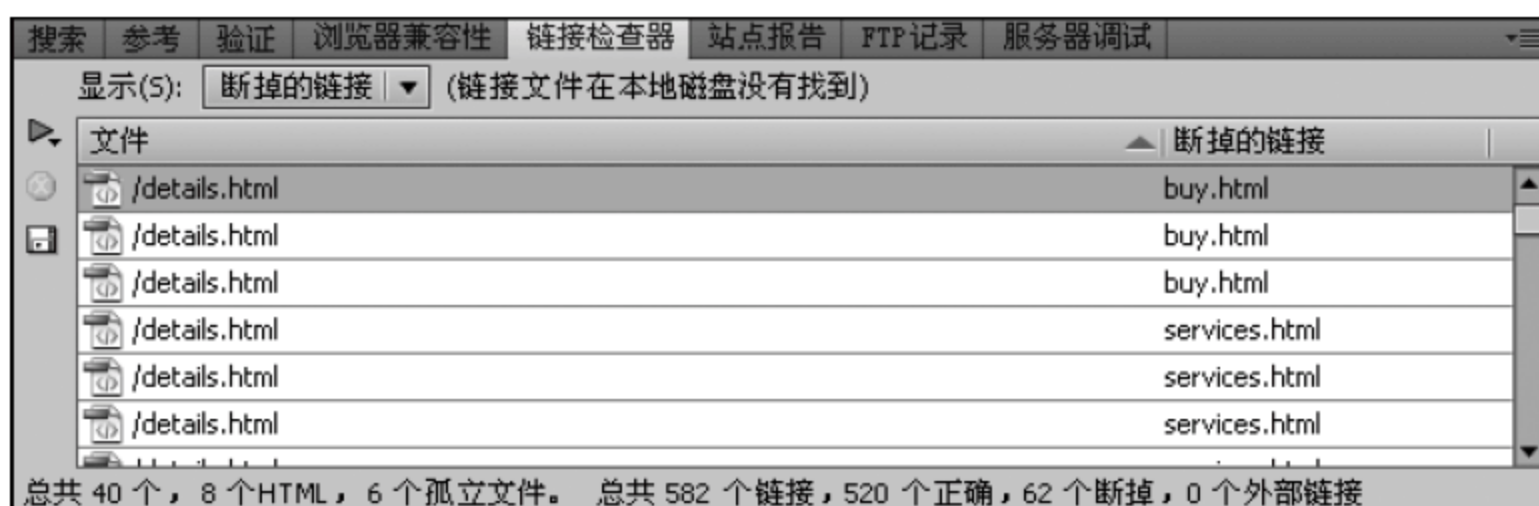 搜索 参考 验证 浏览器兼容性 链接检查器 站点报告 FTP记录 服务器调试
显示(S): 断掉的链接 (链接文件在本地磁盘没有找到)
文件 断掉的链接
/details.html buy.html
/details.html buy.html
/details.html buy.html
/details.html services.html
/details.html services.html
/details.html services.html
总共 40 个，8 个HTML，6 个孤立文件。 总共 582 个链接，520 个正确，62 个断掉，0 个外部链接